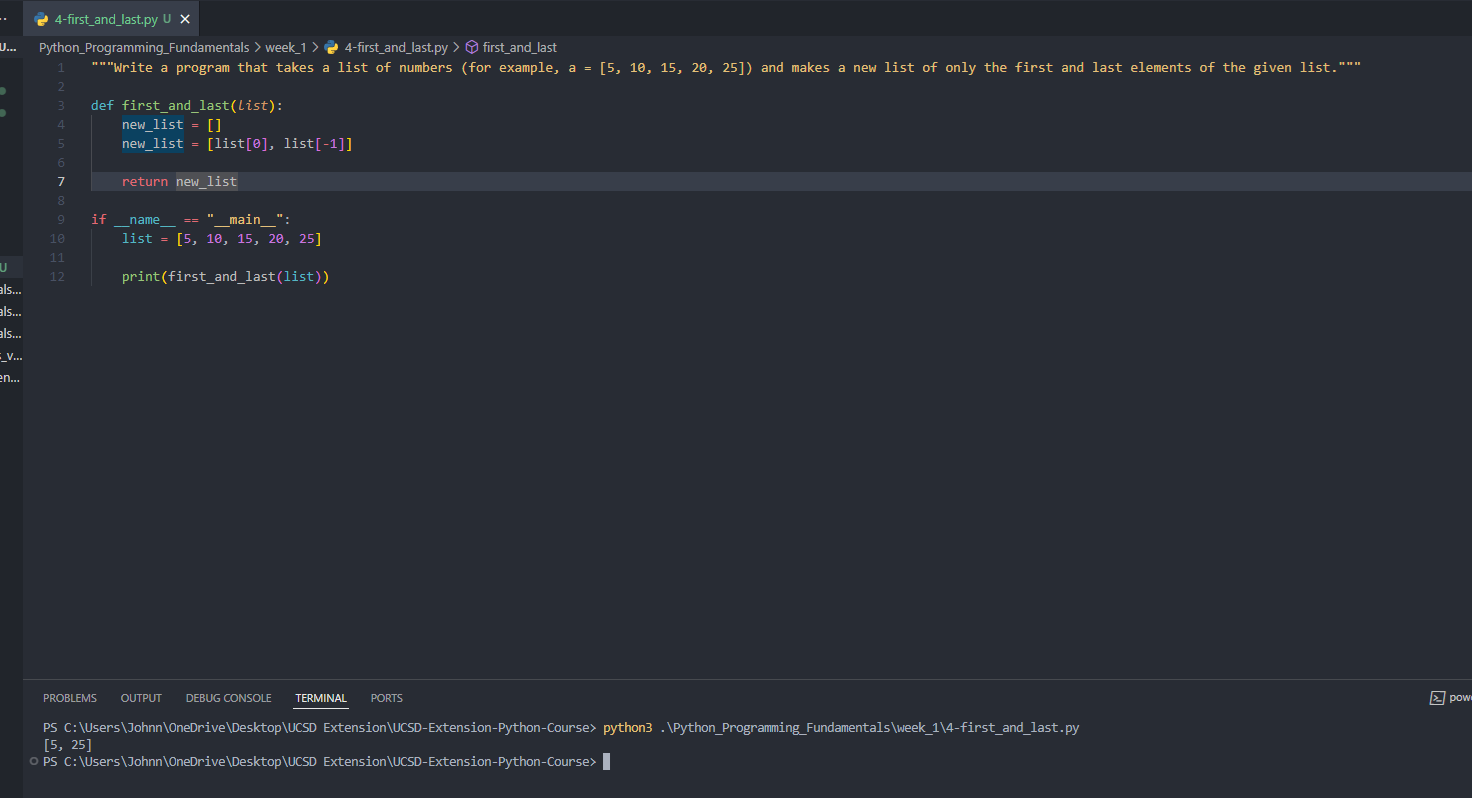 4-first_and_last.py U
U...
Python_Programming_Fundamentals > week_1 > 4-first_and_last.py > first_and_last
1 """Write a program that takes a list of numbers (for example, a = [5, 10, 15, 20, 25]) and makes a new list of only the first and last elements of the given list."""
2
3 def first_and_last(list):
4     new_list = []
5     new_list = [list[0], list[-1]]
6
7     return new_list
8
9 if __name__ == "__main__":
10     list = [5, 10, 15, 20, 25]
11
12     print(first_and_last(list))
U
als...
als...
als...
s_v...
en...
PROBLEMS OUTPUT DEBUG CONSOLE TERMINAL PORTS
PS C:\Users\Johnn\OneDrive\Desktop\UCSD Extension\UCSD-Extension-Python-Course> python3 .\Python_Programming_Fundamentals\week_1\4-first_and_last.py
[5, 25]
PS C:\Users\Johnn\OneDrive\Desktop\UCSD Extension\UCSD-Extension-Python-Course>